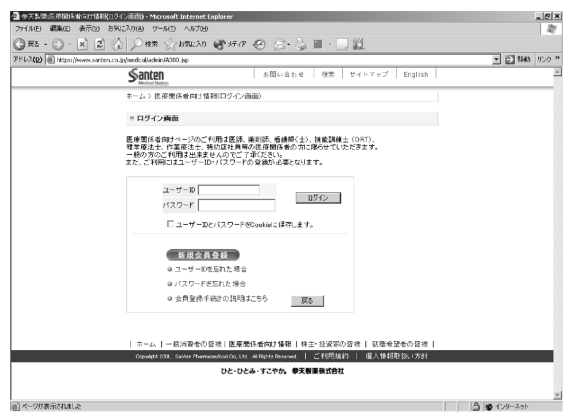 参天製薬:医療関係者向け情報(ログイン画面) - Microsoft Internet Explorer
ファイル(F) 編集(E) 表示(V) お気に入り(A) ツール(T) ヘルプ(H)
戻る 検索 お気に入り メディア
アドレス(D) https://www.santen.co.jp/medical/admin/A300.jsp 移動 リンク
Santen
Medical Station
お問い合わせ | 検索 | サイトマップ | English
ホーム > 医療関係者向け情報(ログイン画面)
ログイン画面
医療関係者向けページのご利用は医師、薬剤師、看護師(士)、視能訓練士(ORT)、
理学療法士、作業療法士、特約店社員等の医療関係者の方に限らせていただきます。
一般の方のご利用は出来ませんのでご了承ください。
また、ご利用にはユーザーID・パスワードの登録が必要となります。
ユーザーID
パスワード
ログイン
ユーザーIDとパスワードをCookieに保存します。
新規会員登録
ユーザーIDを忘れた場合
パスワードを忘れた場合
会員登録手続きの説明はこちら
戻る
| ホーム | 一般消費者の皆様 | 医療関係者向け情報 | 株主・投資家の皆様 | 就職希望者の皆様 |
Copyright 2001, Santen Pharmaceutical Co., Ltd. All Rights Reserved. | ご利用規約 | 個人情報取扱い方針
ひと・ひとみ・すこやか。 参天製薬株式会社
ページが表示されました
インターネット